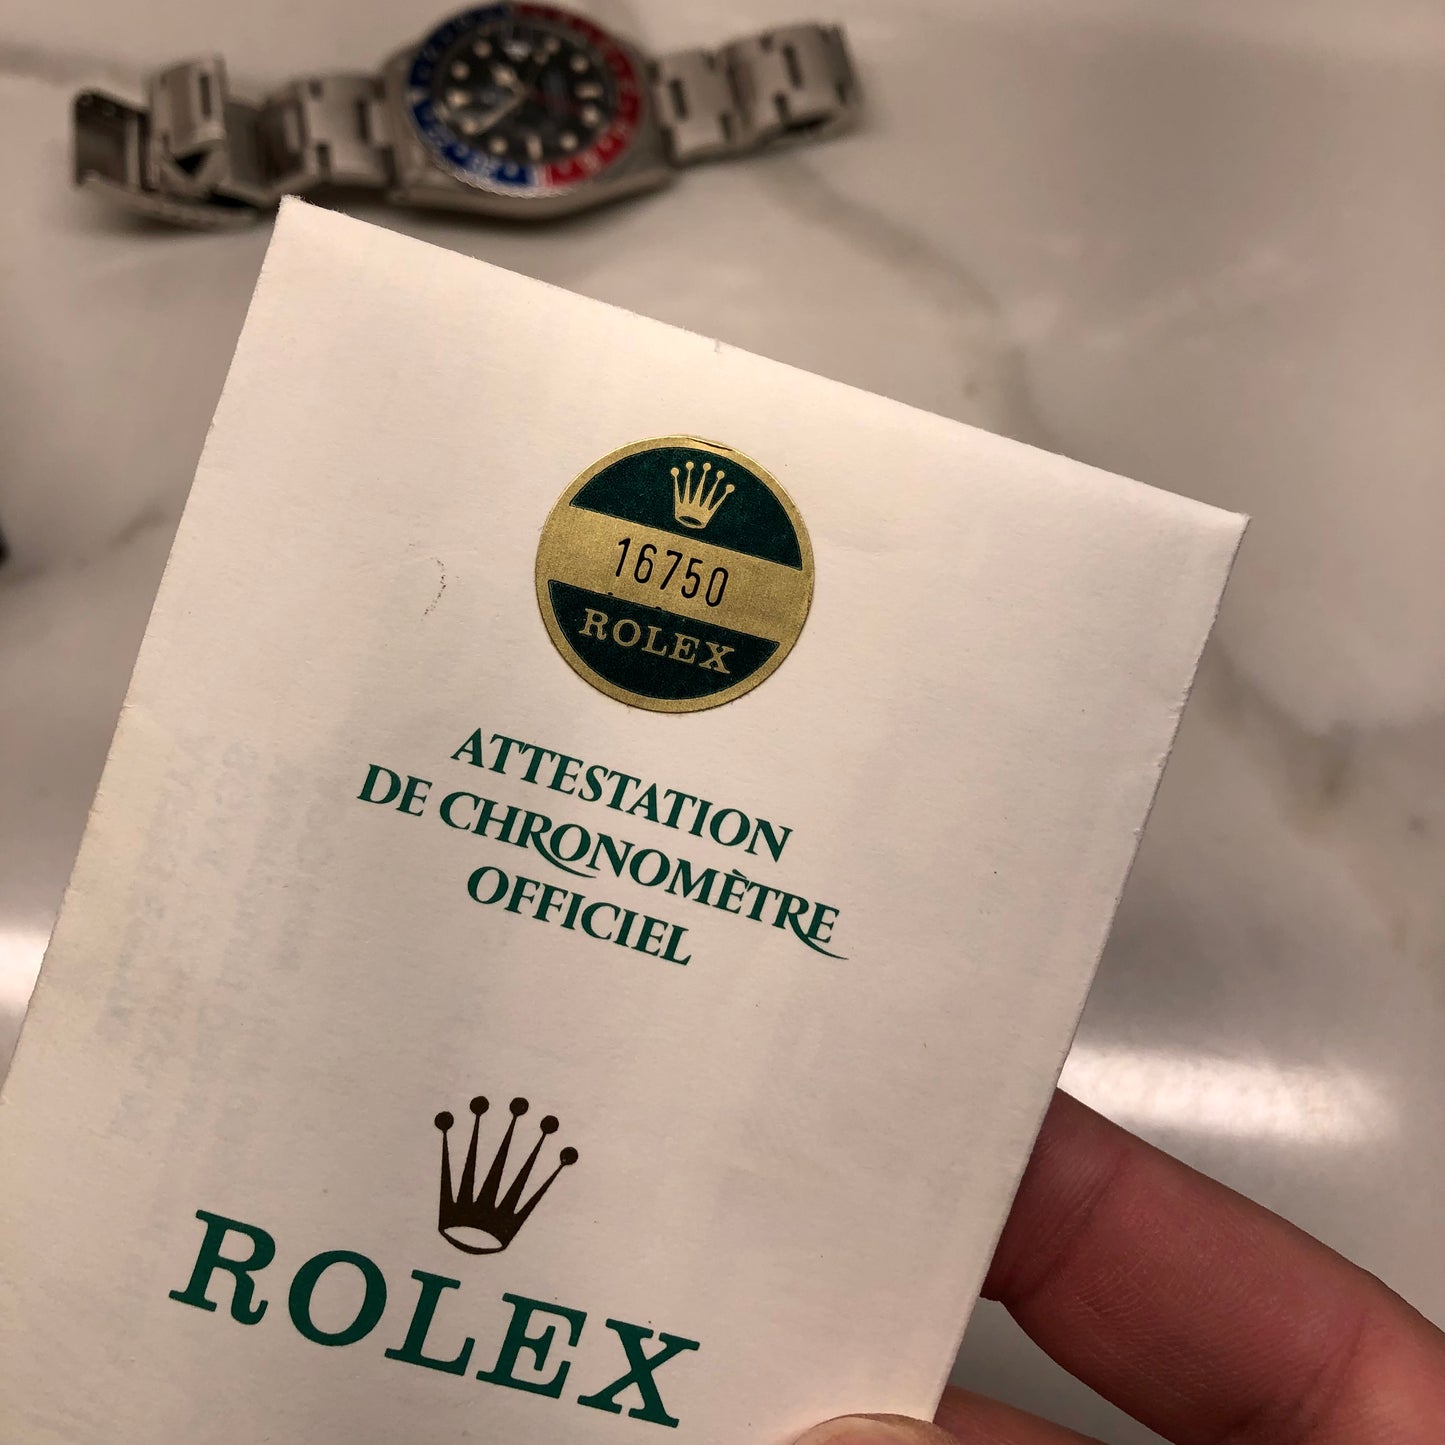 16750
ROLEX
ATTESTATION
DE CHRONOMÈTRE
OFFICIEL
ROLEX